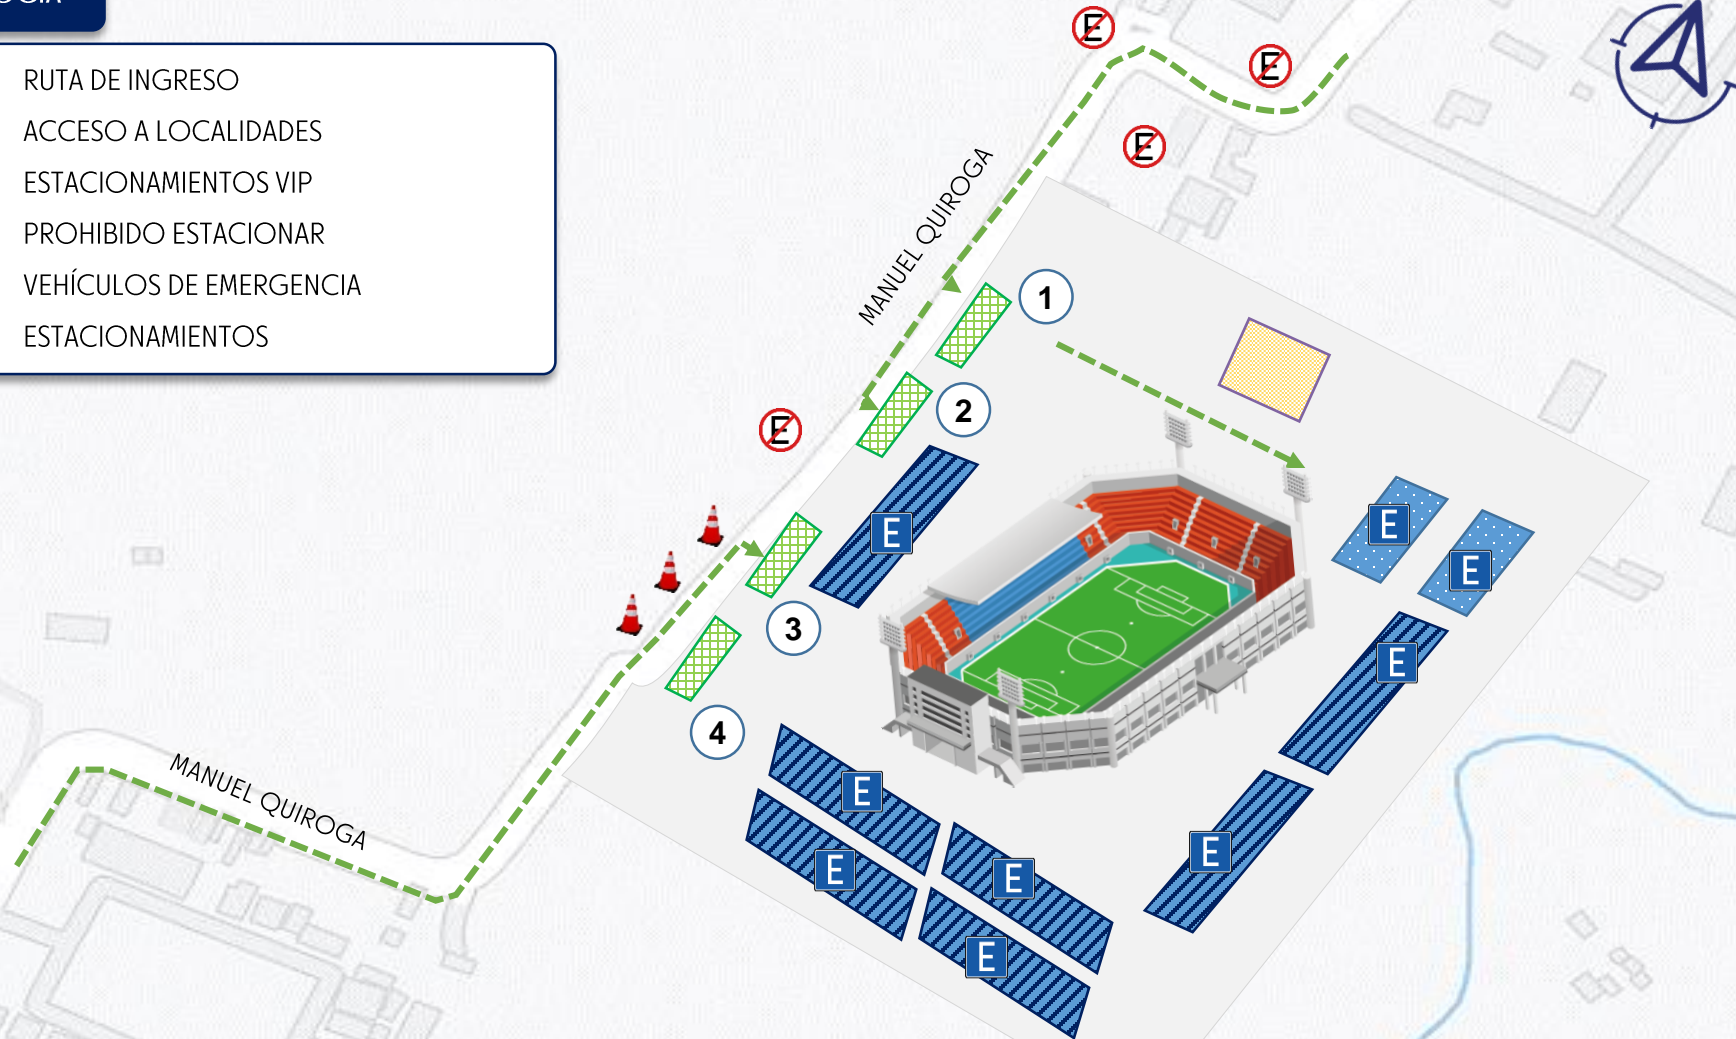 RUTA DE INGRESO
ACCESO A LOCALIDADES
ESTACIONAMIENTOS VIP
PROHIBIDO ESTACIONAR
VEHÍCULOS DE EMERGENCIA
ESTACIONAMIENTOS
E
E
E
MANUEL QUIROGA
1
2
E
E
E
E
3
E
4
MANUEL QUIROGA
E
E
E
E
E